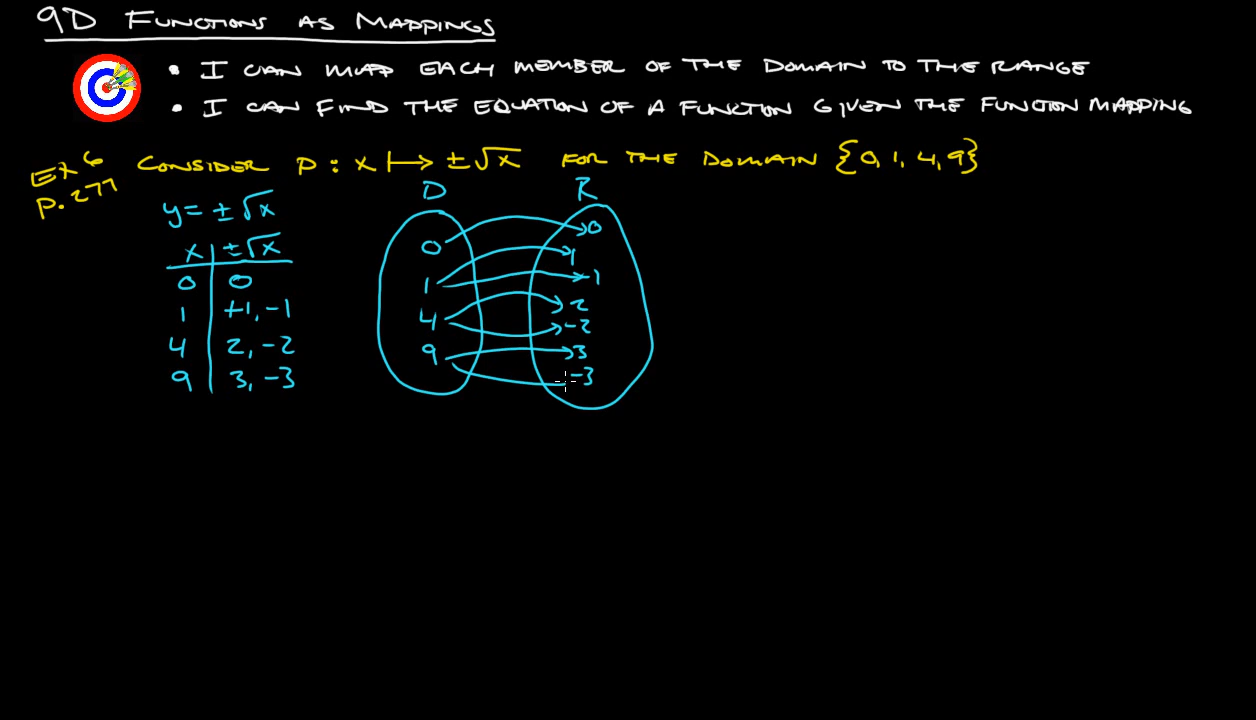 9D FUNCTIONS AS MAPPINGS
• I CAN MAP EACH MEMBER OF THE DOMAIN TO THE RANGE
• I CAN FIND THE EQUATION OF A FUNCTION GIVEN THE FUNCTION MAPPING
EX 6 CONSIDER P : x ↦ ±√x FOR THE DOMAIN {0, 1, 4, 9}
P. 277
y = ±√x
x | ±√x
0 | 0
1 | +1, -1
4 | 2, -2
9 | 3, -3
D R
0 0
1 1
-1
4 2
-2
9 3
-3